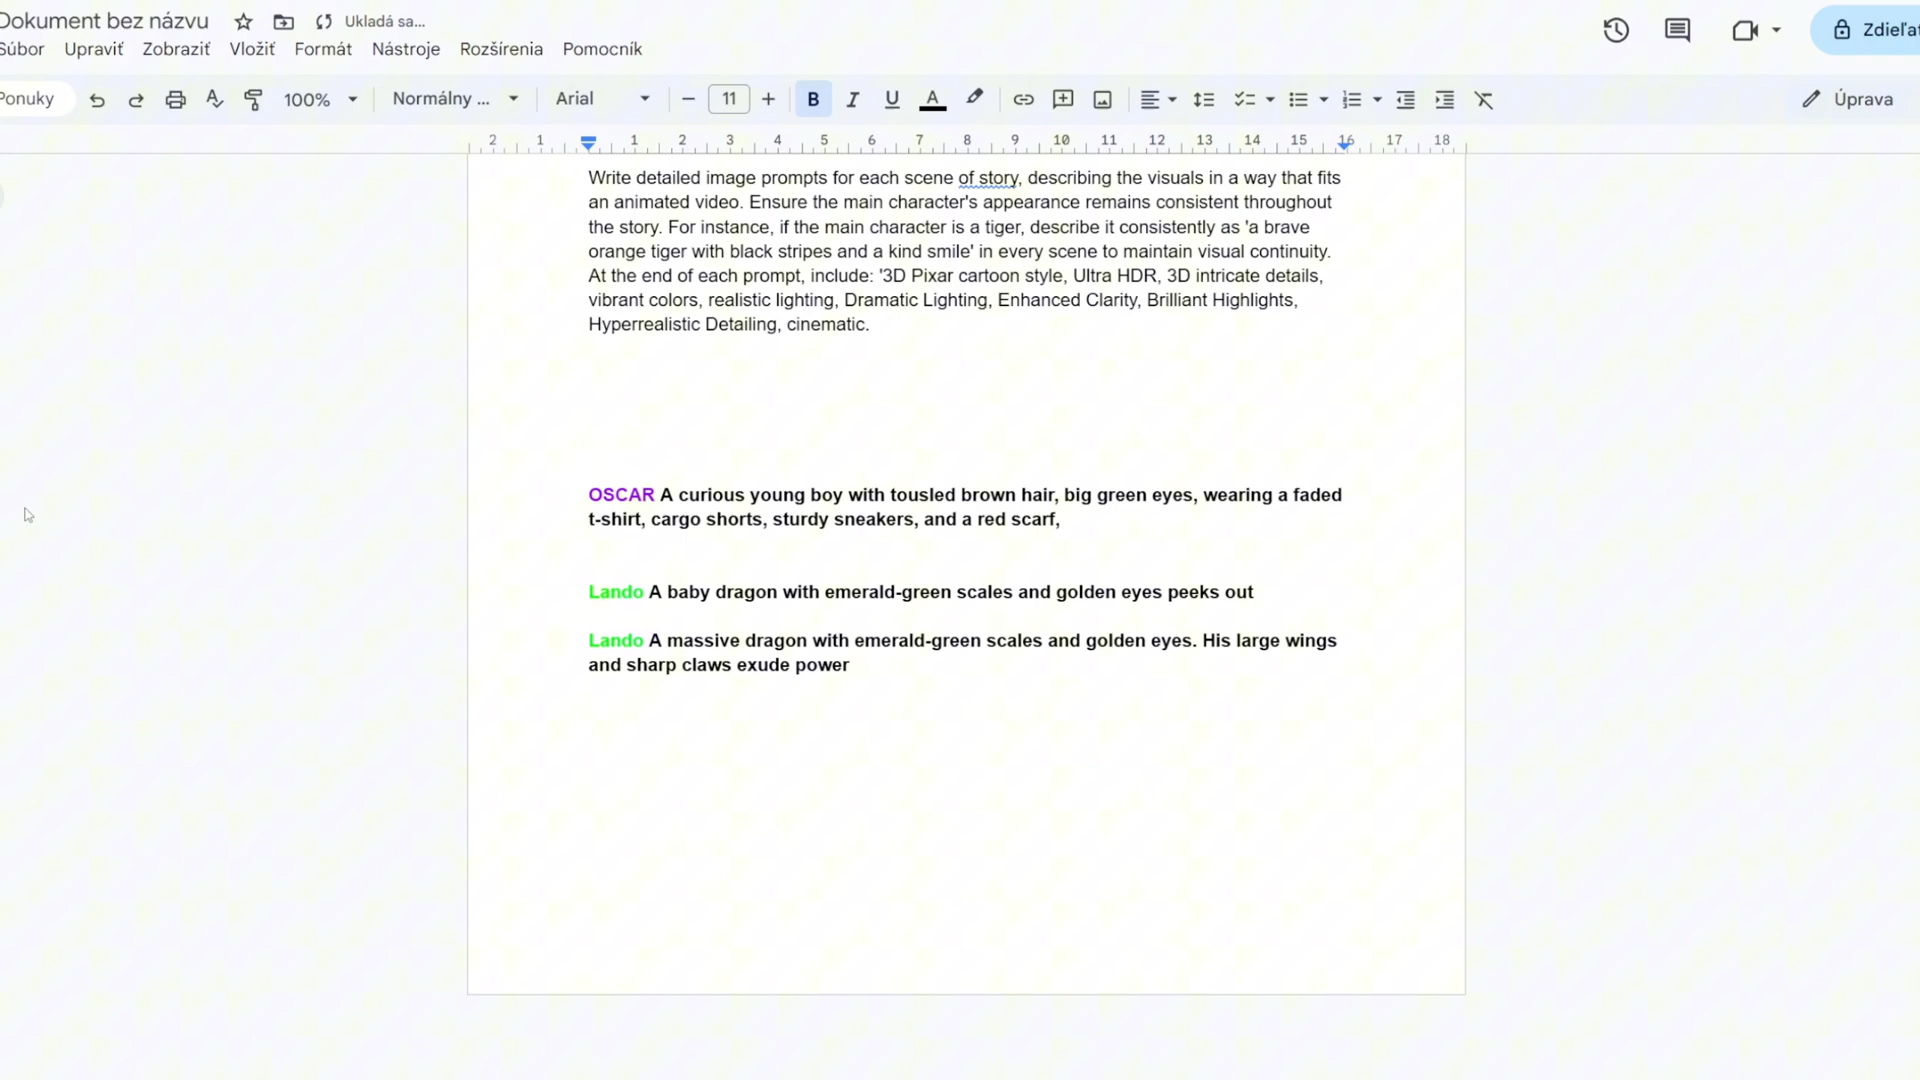 Dokument bez názvu Ukladá sa...
Súbor Upraviť Zobraziť Vložiť Formát Nástroje Rozšírenia Pomocník
Ponuky 100% Normálny ... Arial 11 B I U A Úprava
2 1 1 2 3 4 5 6 7 8 9 10 11 12 13 14 15 16 17 18
Write detailed image prompts for each scene of story, describing the visuals in a way that fits
an animated video. Ensure the main character's appearance remains consistent throughout
the story. For instance, if the main character is a tiger, describe it consistently as 'a brave
orange tiger with black stripes and a kind smile' in every scene to maintain visual continuity.
At the end of each prompt, include: '3D Pixar cartoon style, Ultra HDR, 3D intricate details,
vibrant colors, realistic lighting, Dramatic Lighting, Enhanced Clarity, Brilliant Highlights,
Hyperrealistic Detailing, cinematic.
OSCAR A curious young boy with tousled brown hair, big green eyes, wearing a faded
t-shirt, cargo shorts, sturdy sneakers, and a red scarf,
Lando A baby dragon with emerald-green scales and golden eyes peeks out
Lando A massive dragon with emerald-green scales and golden eyes. His large wings
and sharp claws exude power